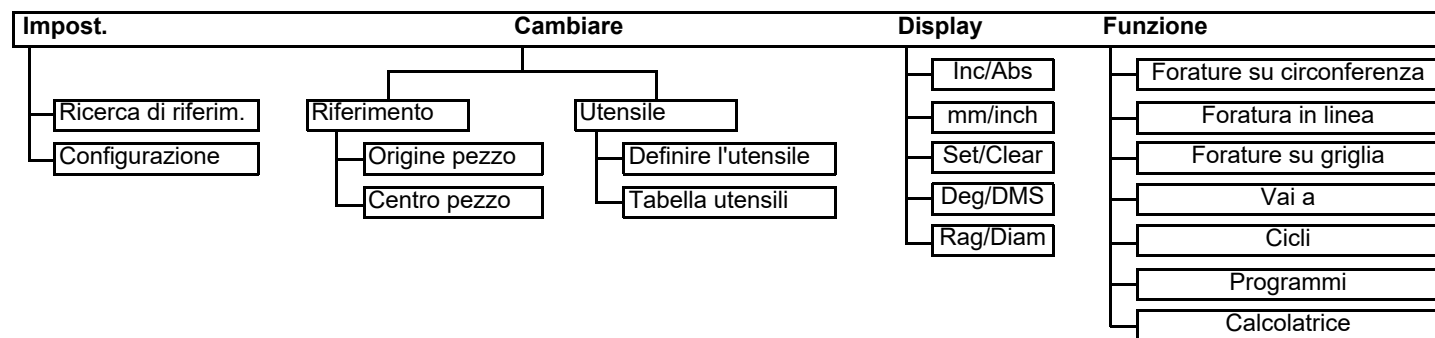 Impost. Cambiare Display Funzione
Ricerca di riferim.
Configurazione
Riferimento
Origine pezzo
Centro pezzo
Utensile
Definire l'utensile
Tabella utensili
Inc/Abs
mm/inch
Set/Clear
Deg/DMS
Rag/Diam
Forature su circonferenza
Foratura in linea
Forature su griglia
Vai a
Cicli
Programmi
Calcolatrice